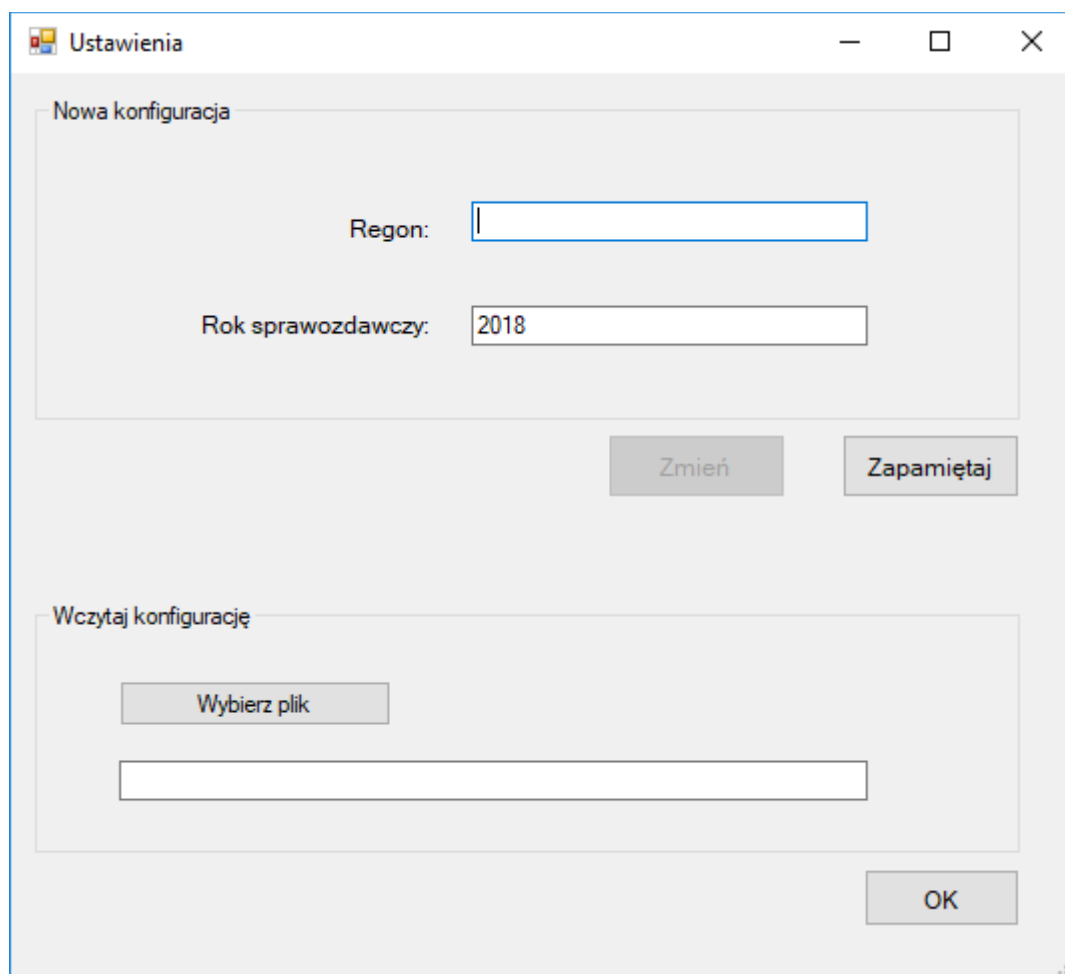 Ustawienia
Nowa konfiguracja
Regon:
Rok sprawozdawczy: 2018
Zmień Zapamiętaj
Wczytaj konfigurację
Wybierz plik
OK